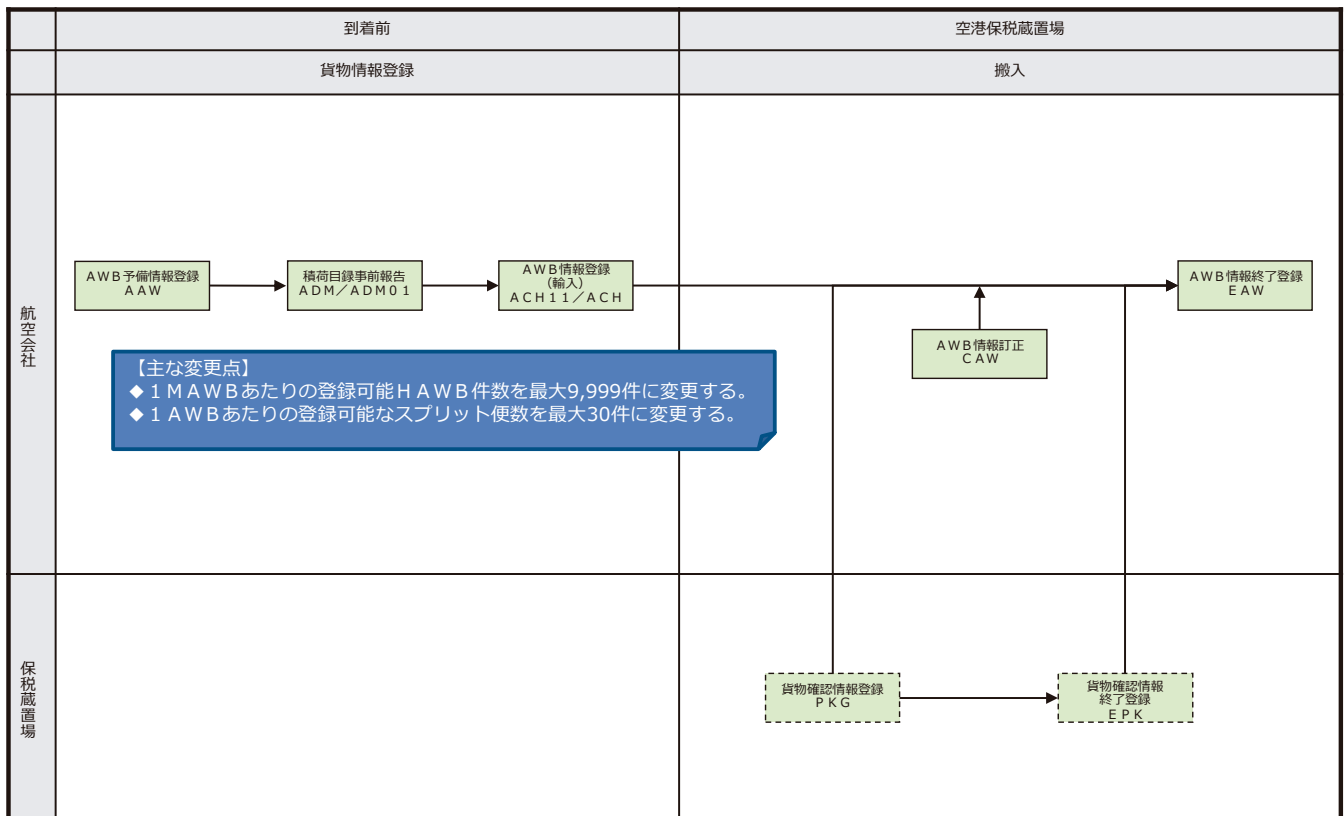 到着前
空港保税蔵置場
貨物情報登録
搬入
航空会社
AWB予備情報登録
AAW
積荷目録事前報告
ADM/ADM01
AWB情報登録
(輸入)
ACH11/ACH
AWB情報終了登録
EAW
AWB情報訂正
CAW
【主な変更点】
◆1MAWBあたりの登録可能HAWB件数を最大9,999件に変更する。
◆1AWBあたりの登録可能なスプリット便数を最大30件に変更する。
保税蔵置場
貨物確認情報登録
PKG
貨物確認情報
終了登録
EPK